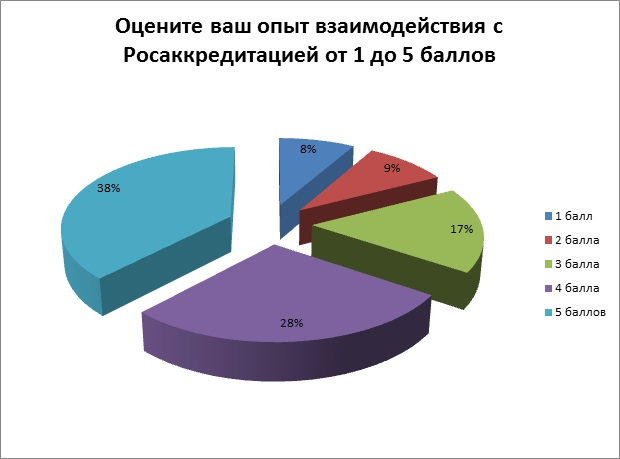 Оцените ваш опыт взаимодействия с
Росаккредитацией от 1 до 5 баллов
8%
9%
38%
17%
28%
1 балл
2 балла
3 балла
4 балла
5 баллов